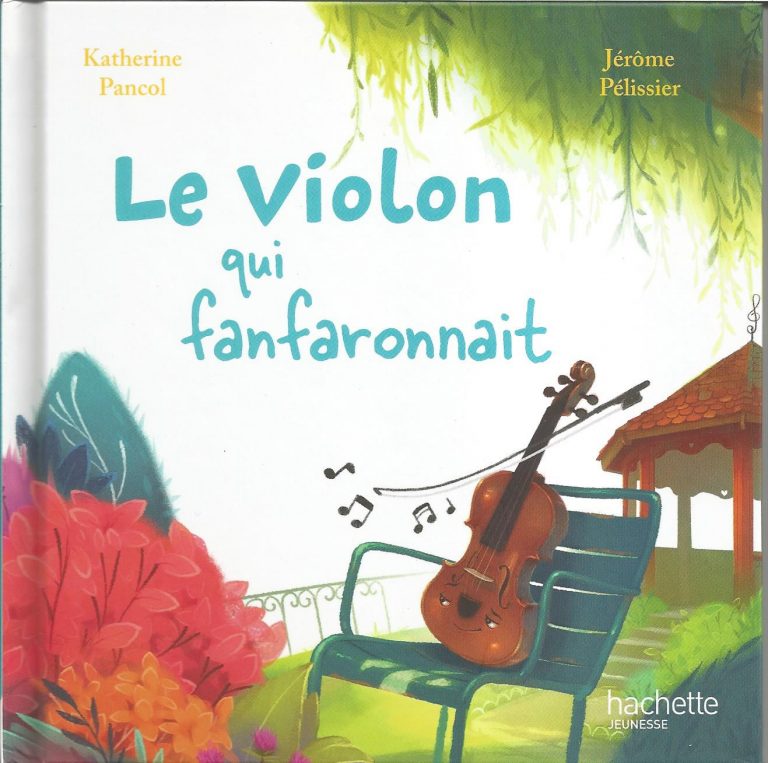 Katherine
Pancol
Jérôme
Pélissier
Le violon
qui
fanfaronnait
hachette
JEUNESSE